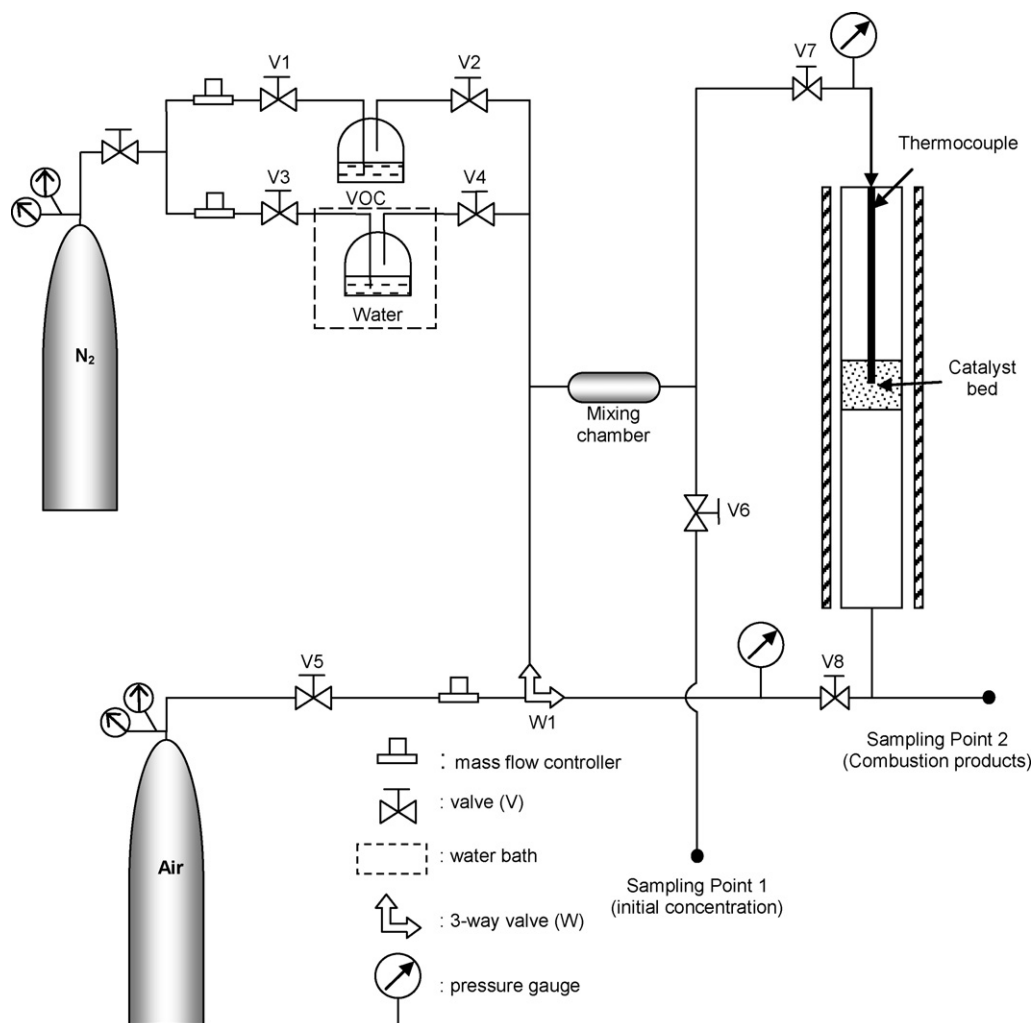 V7
V1
V2
Thermocouple
V3
V4
VOC
Water
N₂
Catalyst
bed
Mixing
chamber
V6
V5
V8
W1
Sampling Point 2
(Combustion products)
: mass flow controller
: valve (V)
Air
: water bath
Sampling Point 1
(initial concentration)
: 3-way valve (W)
: pressure gauge